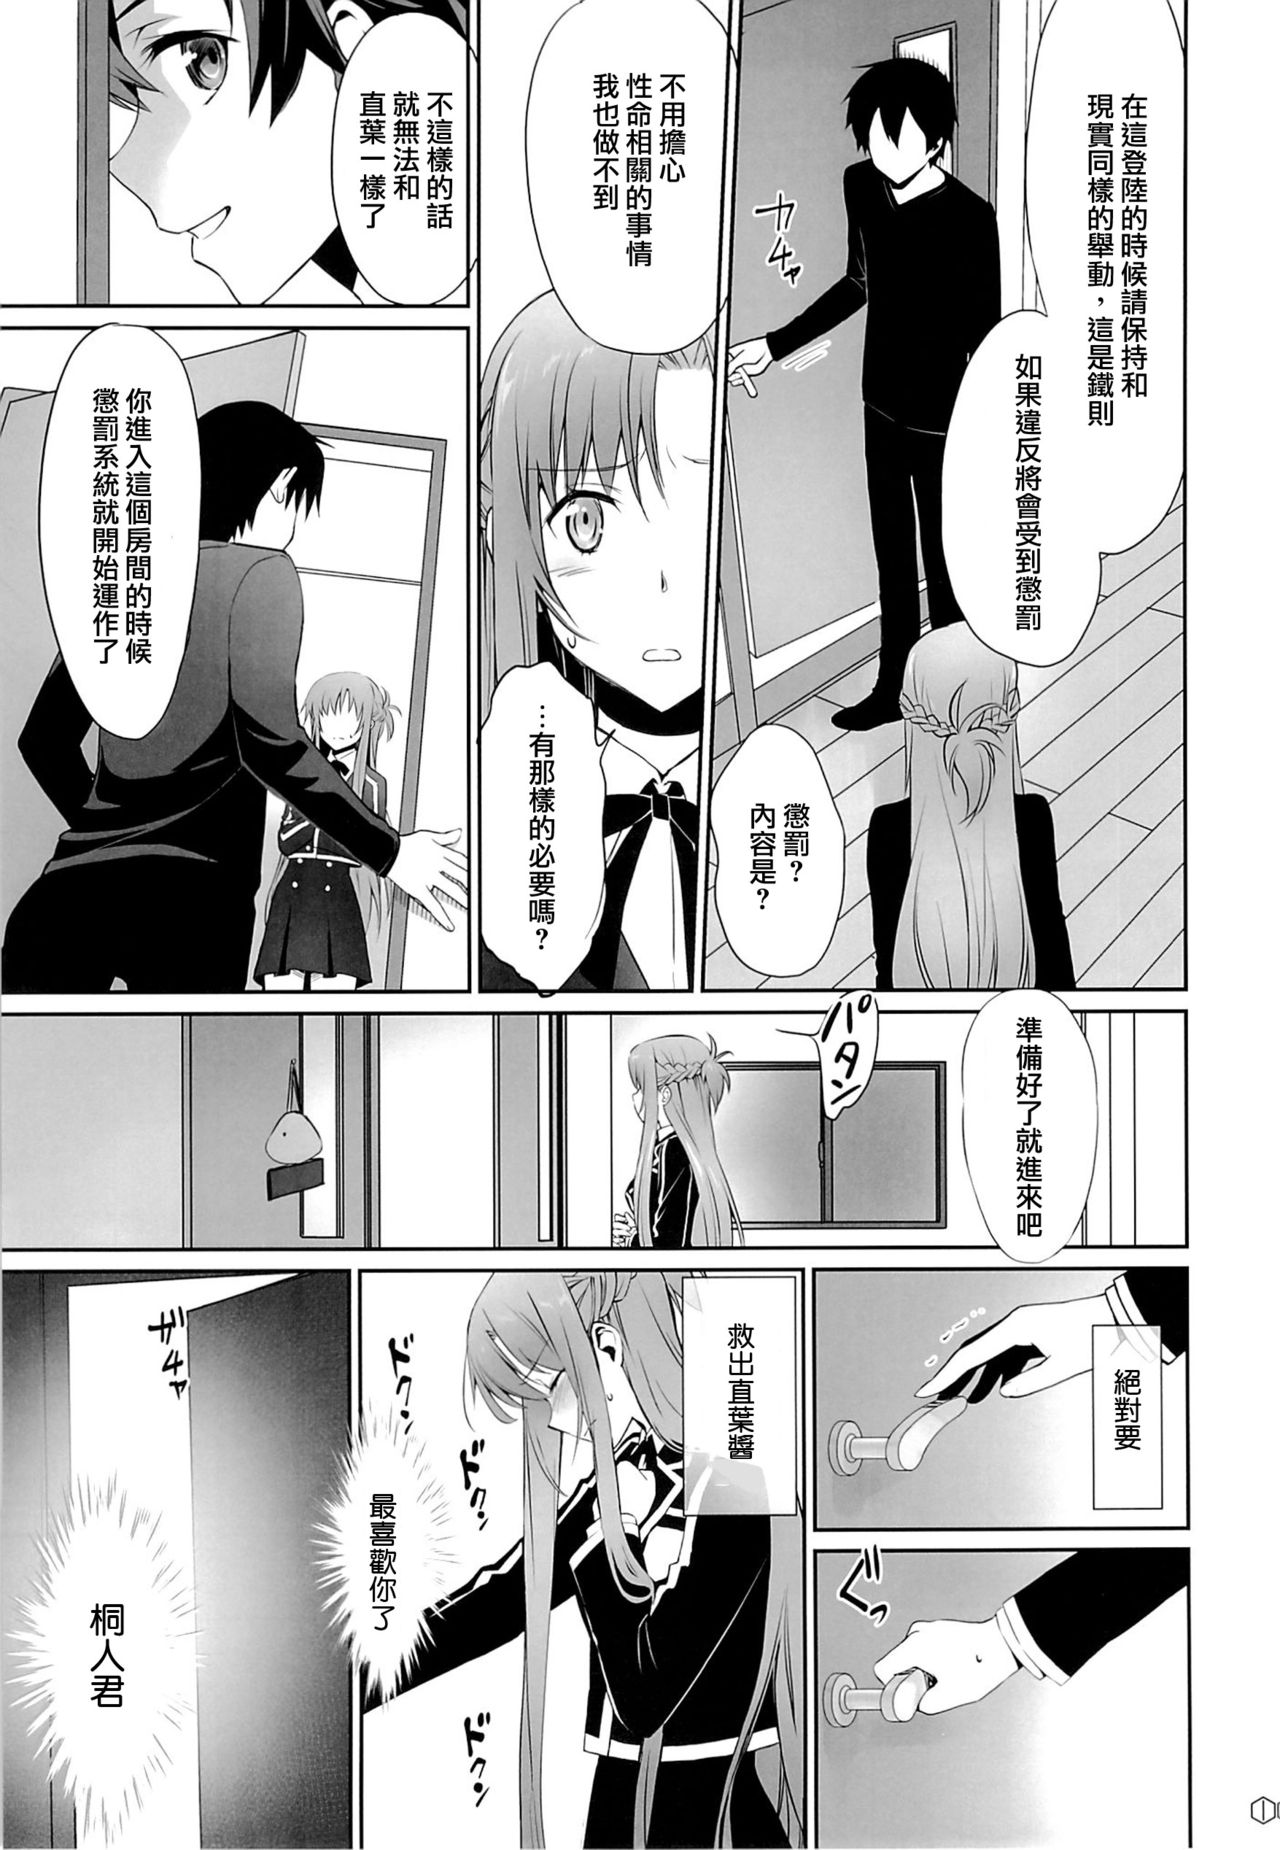 在這登陸的時候請保持和
現實同樣的舉動，這是鐵則
如果違反將會受到懲罰
カチャ
懲罰？
內容是？
不用擔心
性命相關的事情
我也做不到
…有那樣的必要嗎？
不這樣的話
就無法和
直葉一樣了
你進入這個房間的時候
懲罰系統就開始運作了
準備好了就進來吧
パタン
絕對要
ぐっ
救出直葉醬
ドクン
ドクン
ドクン
最喜歡你了
ガチャ
桐人君